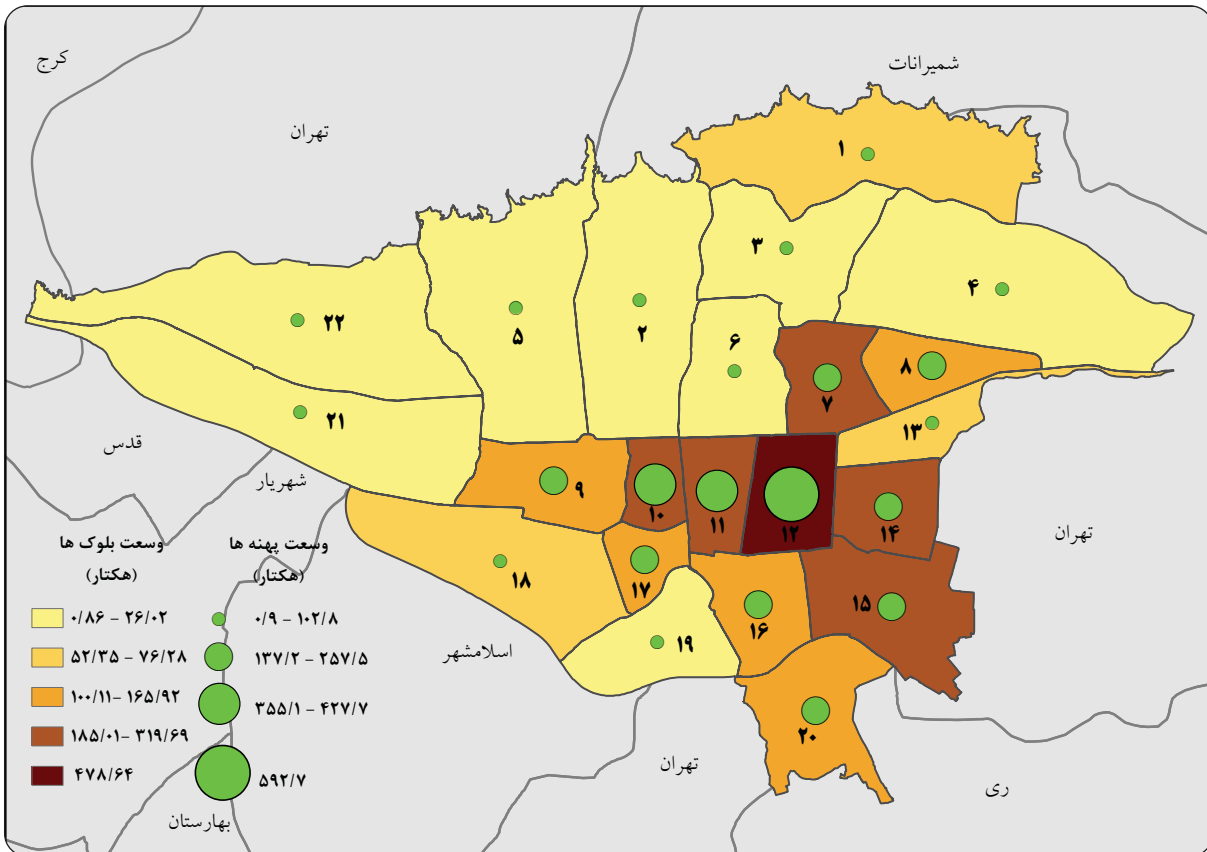 کرج
شمیرانات
تهران
۱
۳
۴
۲۲
۵
۲
۶
۸
۷
۲۱
۱۳
قدس
شهریار
۹
۱۰
۱۱
۱۲
۱۴
تهران
۱۸
۱۷
۱۶
۱۵
۱۹
اسلامشهر
۲۰
تهران
ری
بهارستان
وسعت بلوک ها
(هکتار)
۰/۸۶ – ۲۶/۰۲
۵۲/۳۵ – ۷۶/۲۸
۱۰۰/۱۱– ۱۶۵/۹۲
۱۸۵/۰۱– ۳۱۹/۶۹
۴۷۸/۶۴
وسعت پهنه ها
(هکتار)
۰/۹ – ۱۰۲/۸
۱۳۷/۲ – ۲۵۷/۵
۳۵۵/۱ – ۴۲۷/۷
۵۹۲/۷